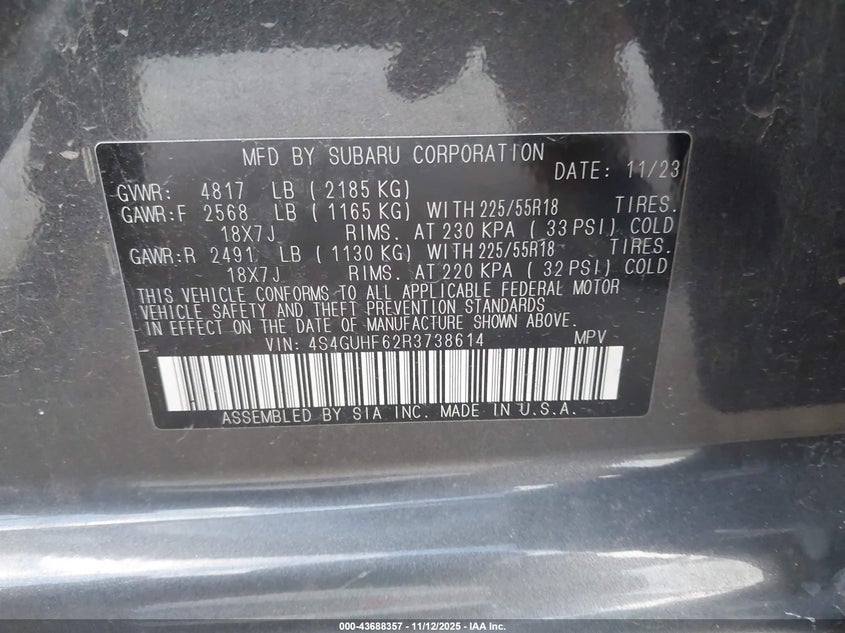 MFD BY SUBARU CORPORATION
DATE: 11/23
GVWR: 4817 LB ( 2185 KG)
GAWR:F 2568 LB ( 1165 KG) WITH 225/55R18 TIRES.
18X7J RIMS. AT 230 KPA ( 33 PSI) COLD
GAWR:R 2491 LB ( 1130 KG) WITH 225/55R18 TIRES.
18X7J RIMS. AT 220 KPA ( 32 PSI) COLD
THIS VEHICLE CONFORMS TO ALL APPLICABLE FEDERAL MOTOR
VEHICLE SAFETY AND THEFT PREVENTION STANDARDS
IN EFFECT ON THE DATE OF MANUFACTURE SHOWN ABOVE.
VIN: 4S4GUHF62R3738614 MPV
ASSEMBLED BY SIA INC. MADE IN U.S.A.
000-43688357 - 11/12/2025 - IAA Inc.